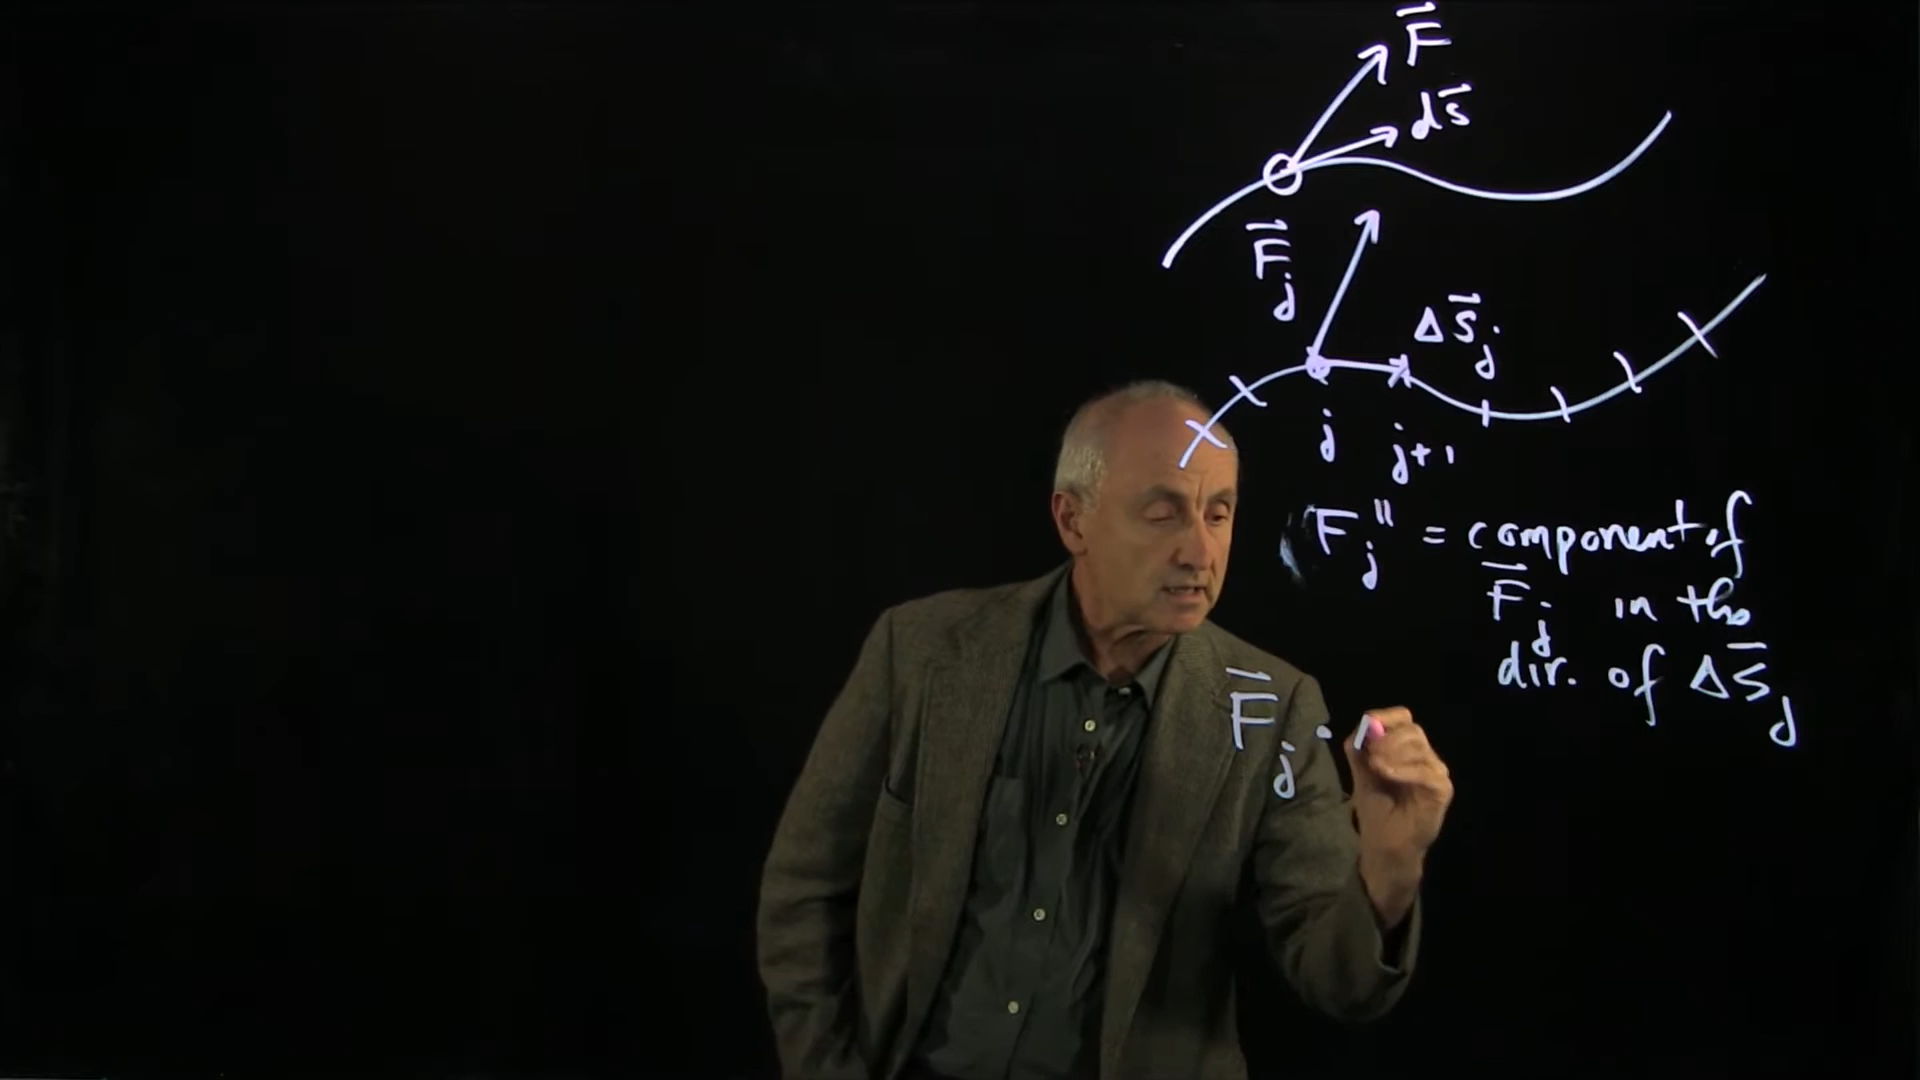 F⃗
ds⃗
F⃗ⱼ
Δs⃗ⱼ
j
j+1
Fⱼ" = component of
F⃗ⱼ in the
dir. of Δs⃗ⱼ
F⃗ⱼ ·